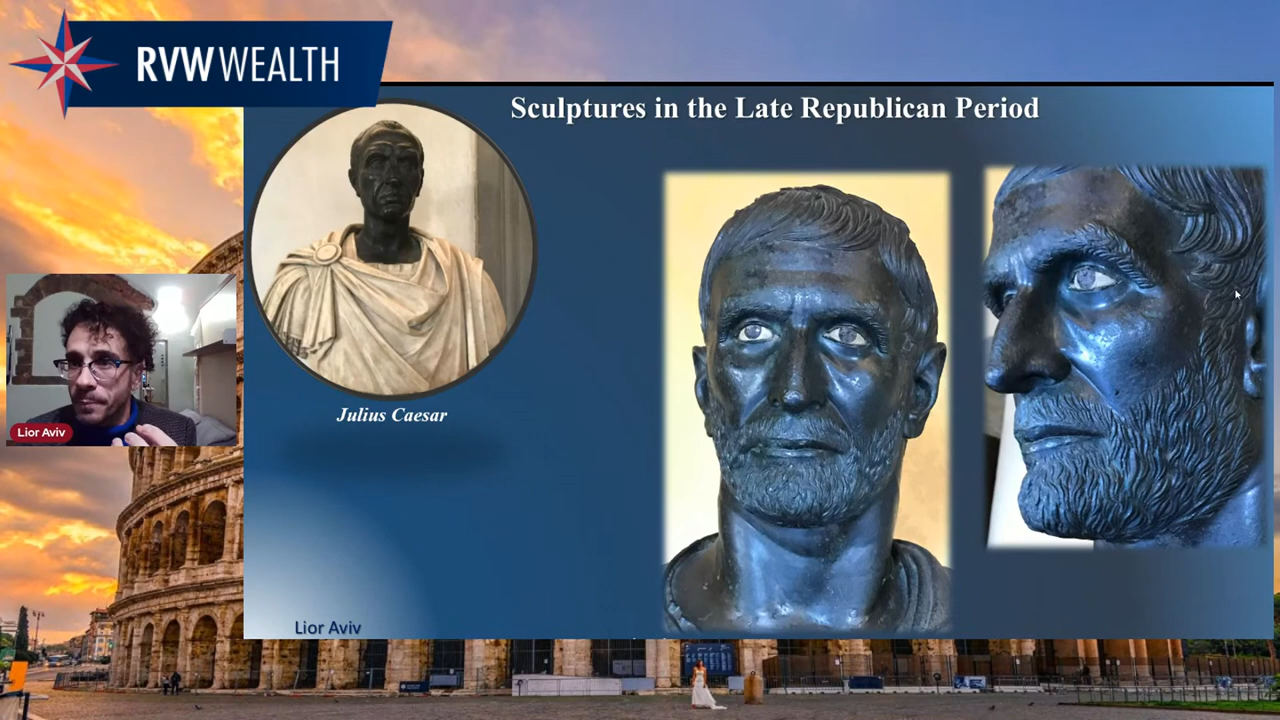 RVW WEALTH
Sculptures in the Late Republican Period
Julius Caesar
Lior Aviv
Lior Aviv